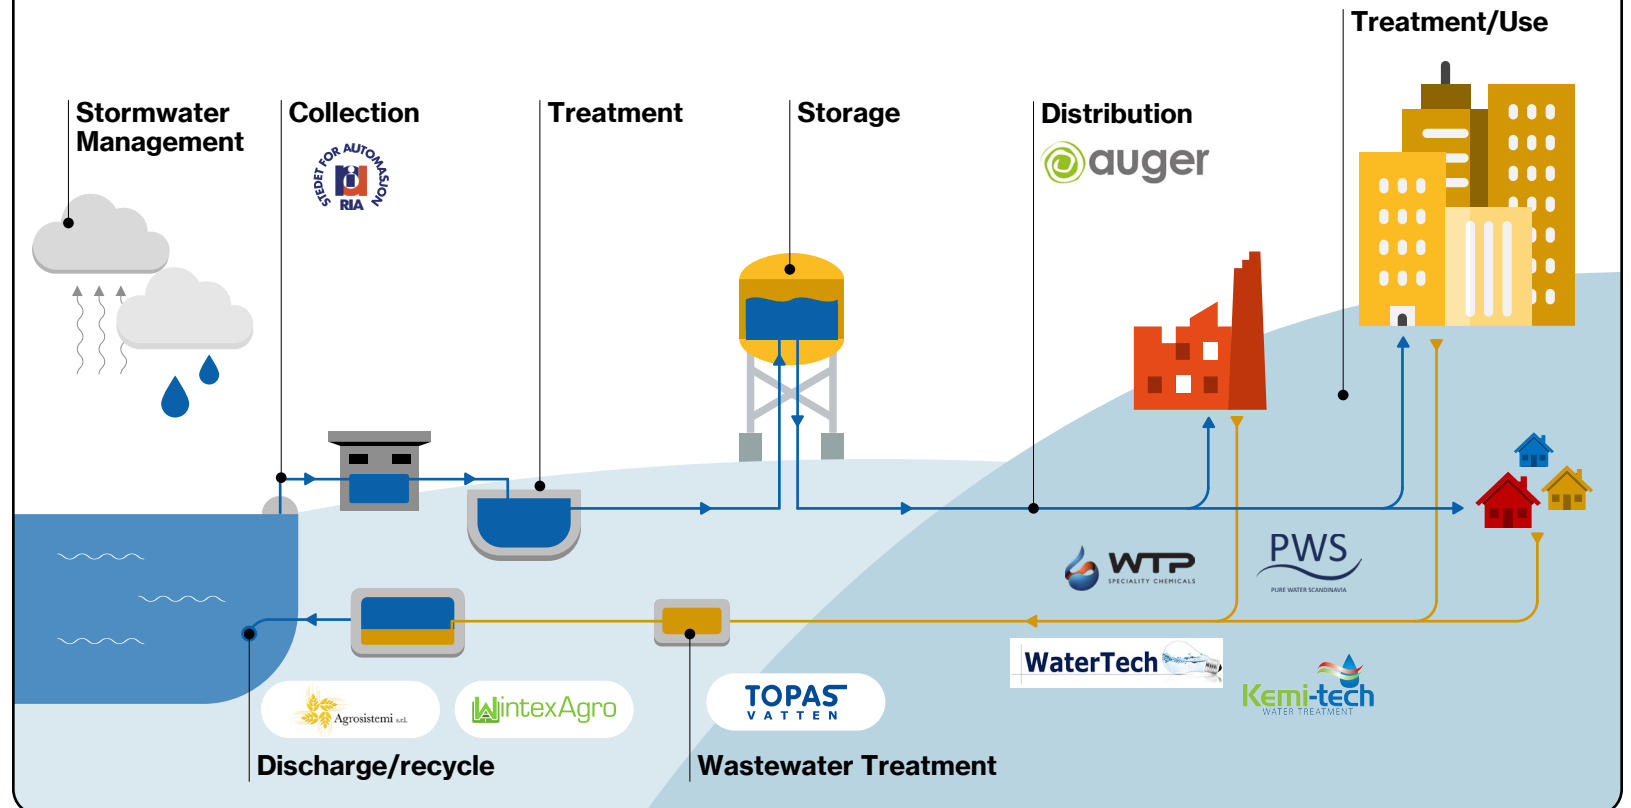 Treatment/Use
Stormwater
Management
Collection
Treatment
Storage
Distribution
STEDET FOR AUTOMASJON
RIA
auger
WTP
SPECIALITY CHEMICALS
PWS
PURE WATER SCANDINAVIA
WaterTech
Kemi-tech
WATER TREATMENT
Agrosistemi s.r.l.
WintexAgro
TOPAS
VATTEN
Discharge/recycle
Wastewater Treatment